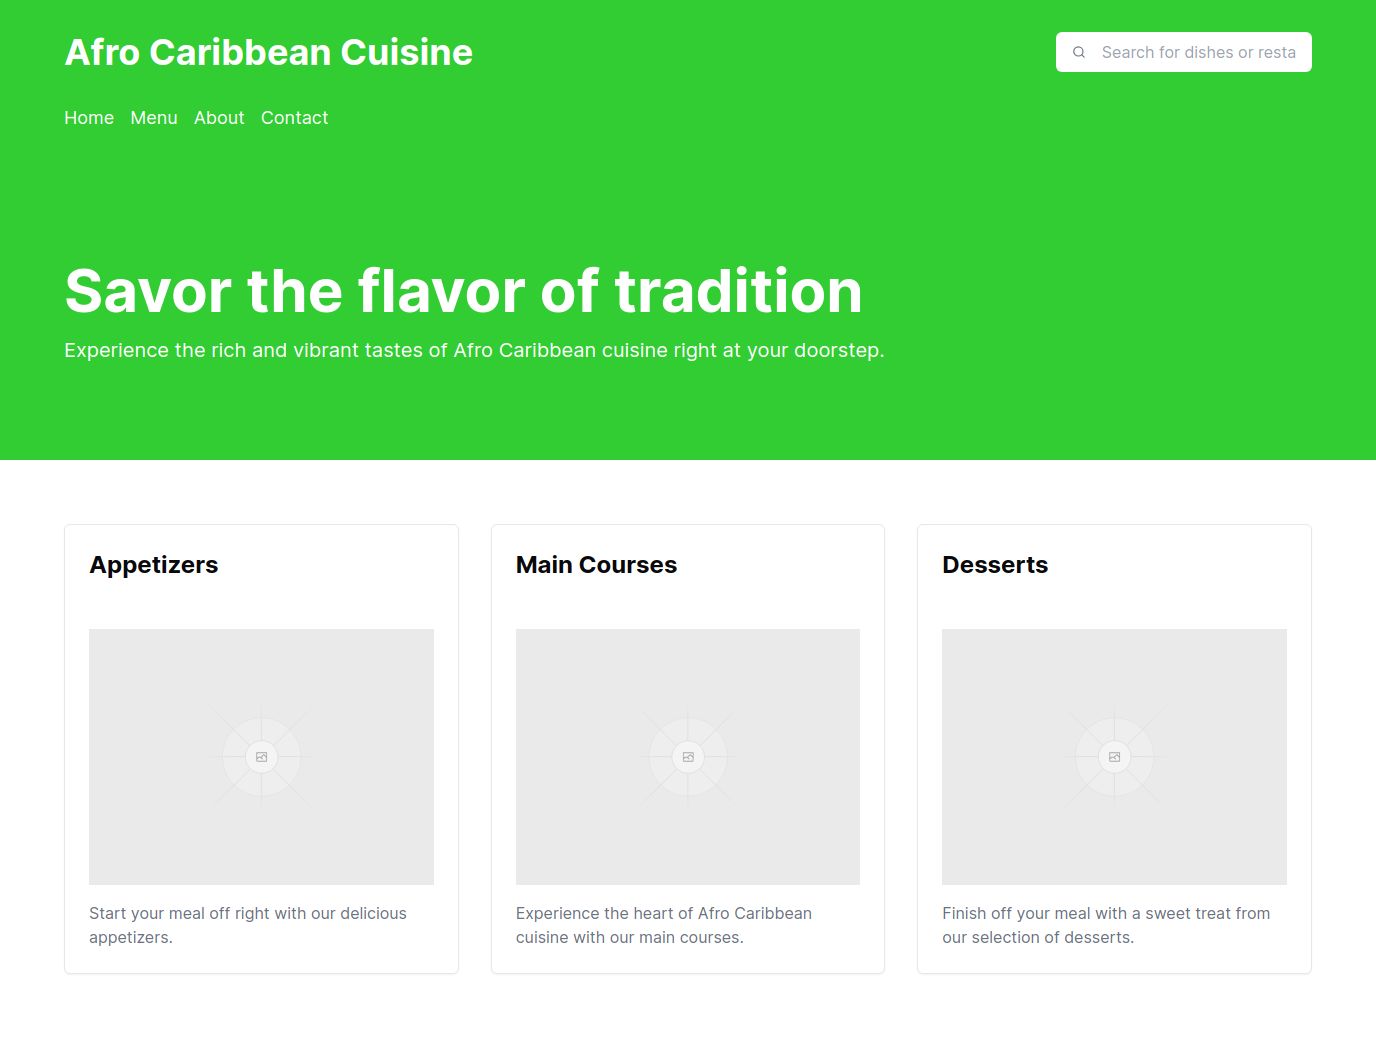 Afro Caribbean Cuisine
Search for dishes or resta
Home Menu About Contact
Savor the flavor of tradition
Experience the rich and vibrant tastes of Afro Caribbean cuisine right at your doorstep.
Appetizers
Start your meal off right with our delicious
appetizers.
Main Courses
Experience the heart of Afro Caribbean
cuisine with our main courses.
Desserts
Finish off your meal with a sweet treat from
our selection of desserts.